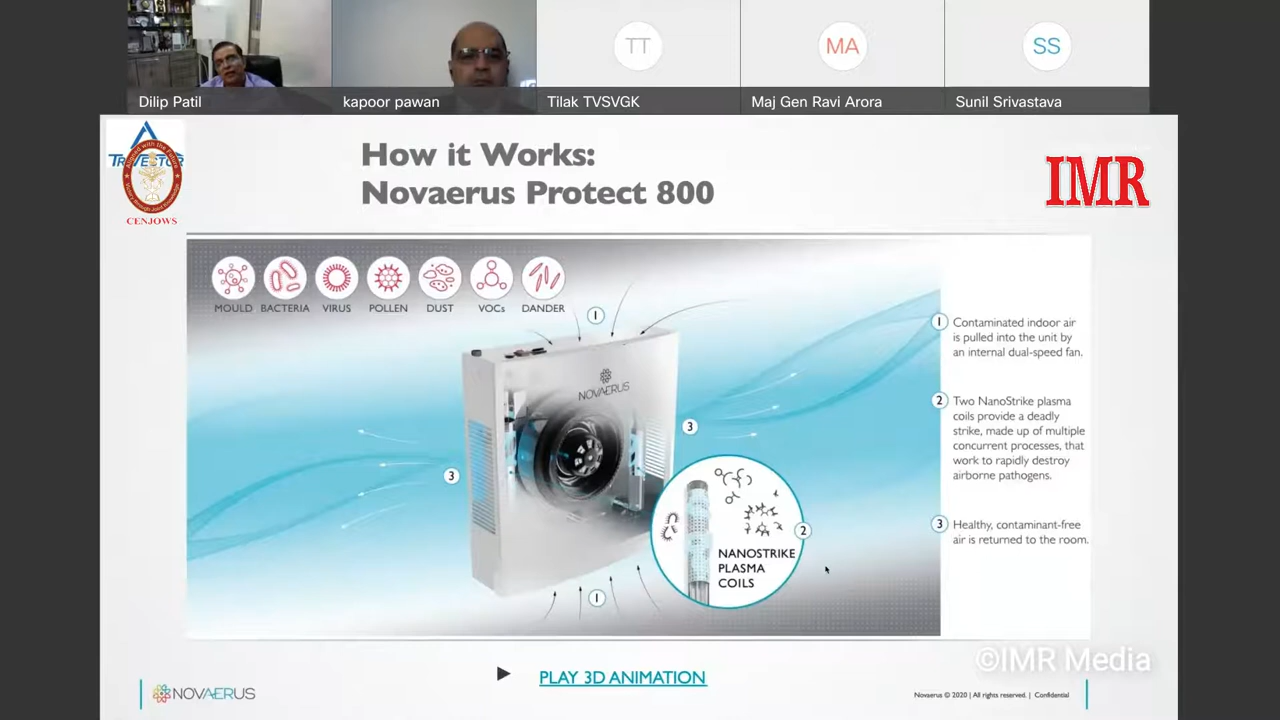 TT
MA
SS
Dilip Patil
kapoor pawan
Tilak TVSVGK
Maj Gen Ravi Arora
Sunil Srivastava
CENJOWS
How it Works:
Novaerus Protect 800
IMR
MOULD
BACTERIA
VIRUS
POLLEN
DUST
VOCs
DANDER
1
NOVAERUS
3
3
2
NANOSTRIKE
PLASMA
COILS
1
1 Contaminated indoor air
is pulled into the unit by
an internal dual-speed fan.
2 Two NanoStrike plasma
coils provide a deadly
strike, made up of multiple
concurrent processes, that
work to rapidly destroy
airborne pathogens.
3 Healthy, contaminant-free
air is returned to the room.
©IMR Media
PLAY 3D ANIMATION
NOVAERUS
Novaerus © 2020 | All rights reserved. | Confidential